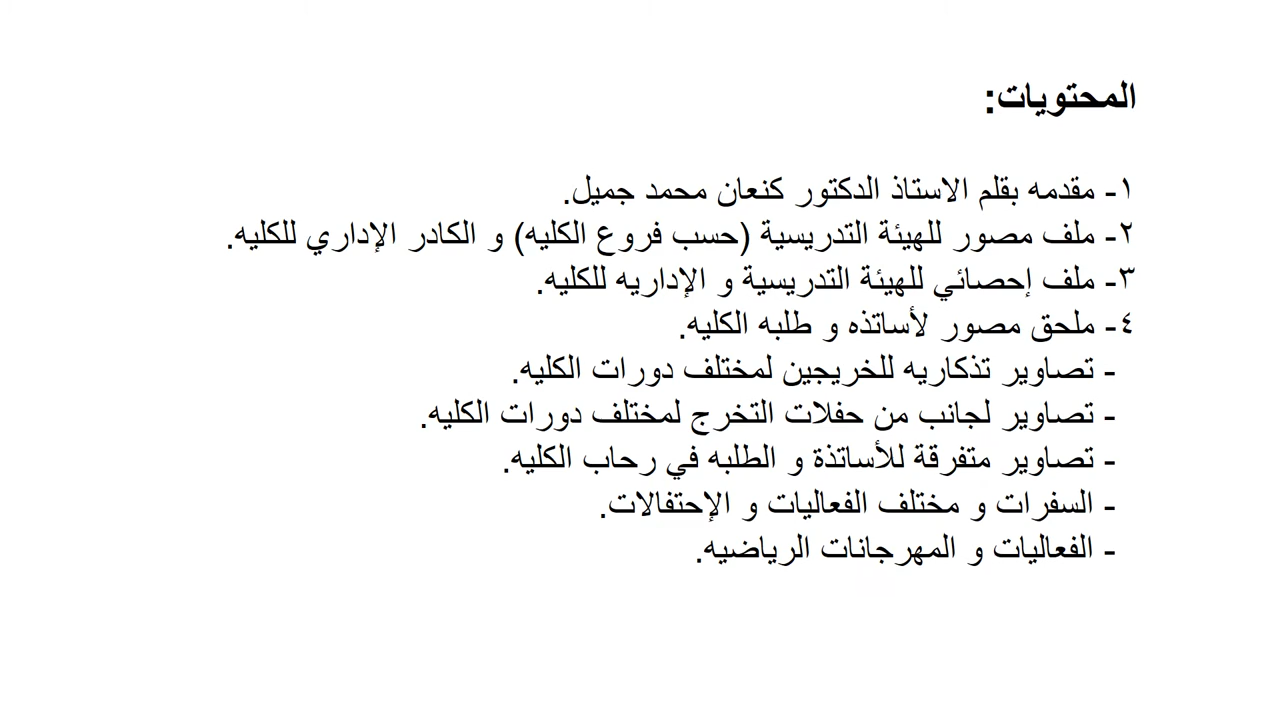 المحتويات:
١- مقدمه بقلم الاستاذ الدكتور كنعان محمد جميل.
٢- ملف مصور للهيئة التدريسية (حسب فروع الكليه) و الكادر الإداري للكليه.
٣- ملف إحصائي للهيئة التدريسية و الإداريه للكليه.
٤- ملحق مصور لأساتذه و طلبه الكليه.
- تصاوير تذكاريه للخريجين لمختلف دورات الكليه.
- تصاوير لجانب من حفلات التخرج لمختلف دورات الكليه.
- تصاوير متفرقة للأساتذة و الطلبه في رحاب الكليه.
- السفرات و مختلف الفعاليات و الإحتفالات.
- الفعاليات و المهرجانات الرياضيه.